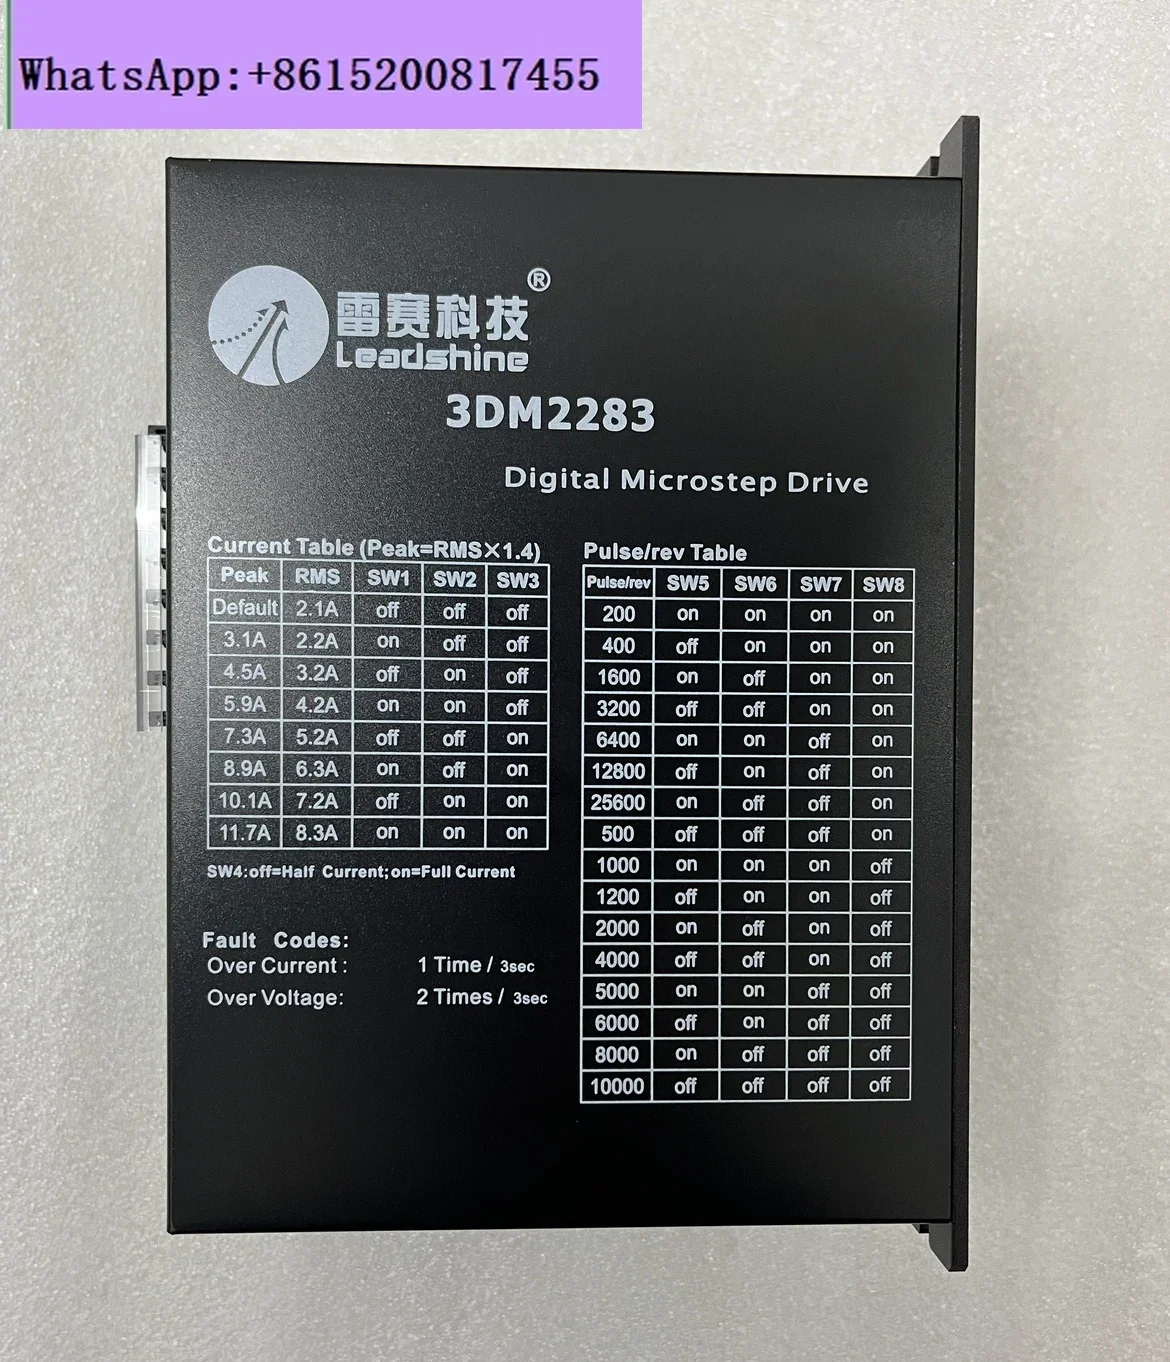 WhatsApp:+8615200817455
雷赛科技®
Leadshine
3DM2283
Digital Microstep Drive
Current Table (Peak=RMS×1.4)
Peak RMS SW1 SW2 SW3
Default 2.1A off off off
3.1A 2.2A on off off
4.5A 3.2A off on off
5.9A 4.2A on on off
7.3A 5.2A off off on
8.9A 6.3A on off on
10.1A 7.2A off on on
11.7A 8.3A on on on
SW4:off=Half Current;on=Full Current
Fault Codes:
Over Current : 1 Time / 3sec
Over Voltage: 2 Times / 3sec
Pulse/rev Table
Pulse/rev SW5 SW6 SW7 SW8
200 on on on on
400 off on on on
1600 on off on on
3200 off off on on
6400 on on off on
12800 off on off on
25600 on off off on
500 off off off on
1000 on on on off
1200 off on on off
2000 on off on off
4000 off off on off
5000 on on off off
6000 off on off off
8000 on off off off
10000 off off off off